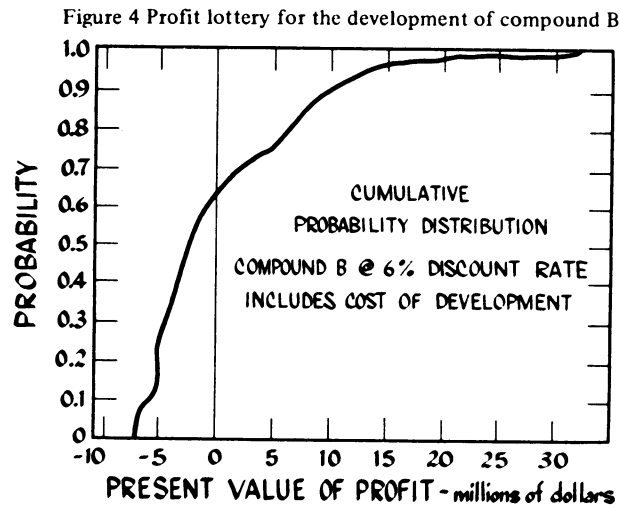 Figure 4 Profit lottery for the development of compound B
1.0
0.9
0.8
0.7
0.6
0.5
0.4
0.3
0.2
0.1
0
PROBABILITY
CUMULATIVE
PROBABILITY DISTRIBUTION
COMPOUND B @ 6% DISCOUNT RATE
INCLUDES COST OF DEVELOPMENT
-10 -5 0 5 10 15 20 25 30
PRESENT VALUE OF PROFIT - millions of dollars